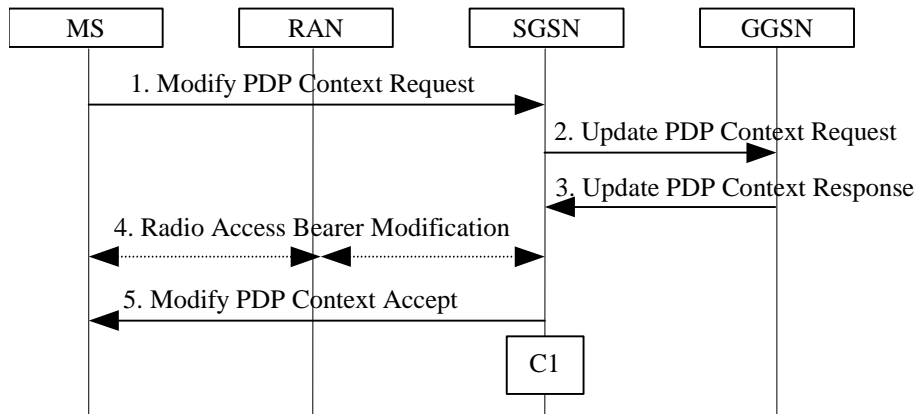 MS
RAN
SGSN
GGSN
1. Modify PDP Context Request
2. Update PDP Context Request
3. Update PDP Context Response
4. Radio Access Bearer Modification
5. Modify PDP Context Accept
C1